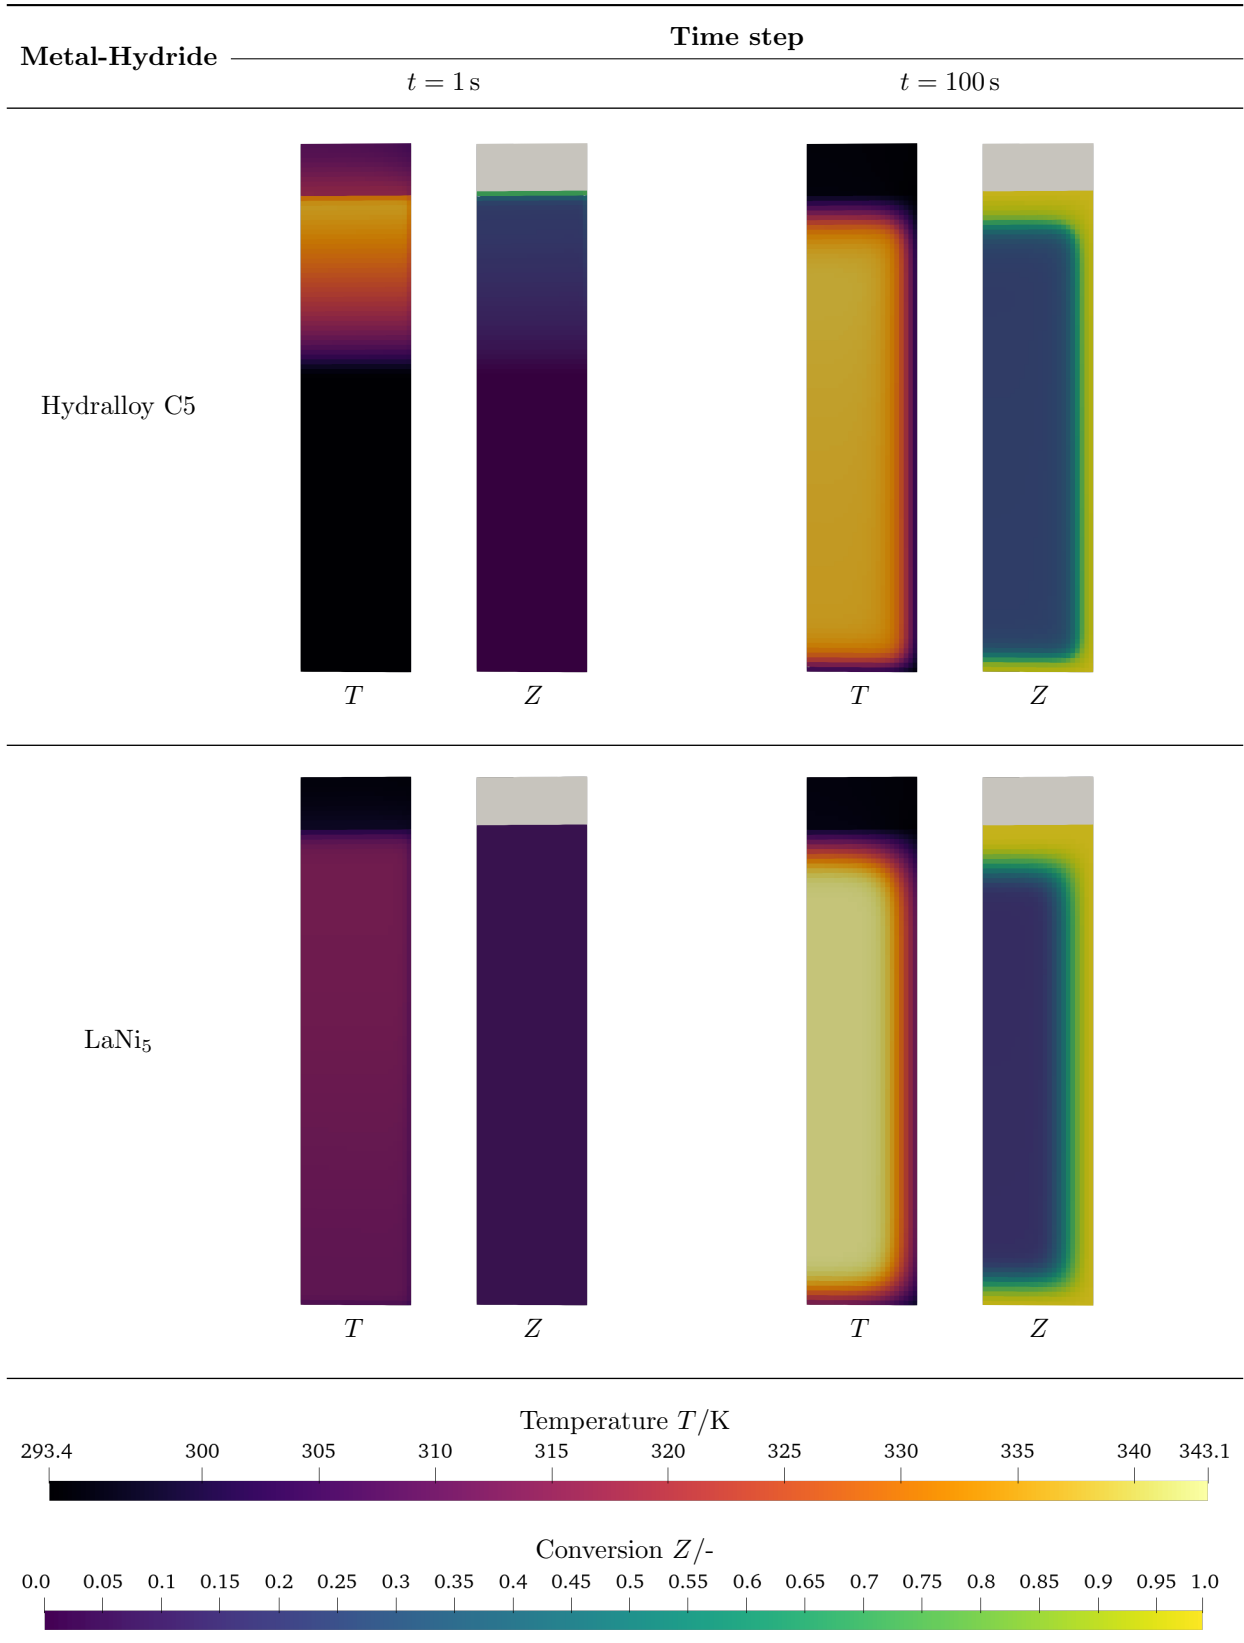 Metal-Hydride
Time step
t = 1 s
t = 100 s
Hydralloy C5
T
Z
T
Z
LaNi₅
T
Z
T
Z
Temperature T/K
293.4 300 305 310 315 320 325 330 335 340 343.1
Conversion Z/-
0.0 0.05 0.1 0.15 0.2 0.25 0.3 0.35 0.4 0.45 0.5 0.55 0.6 0.65 0.7 0.75 0.8 0.85 0.9 0.95 1.0